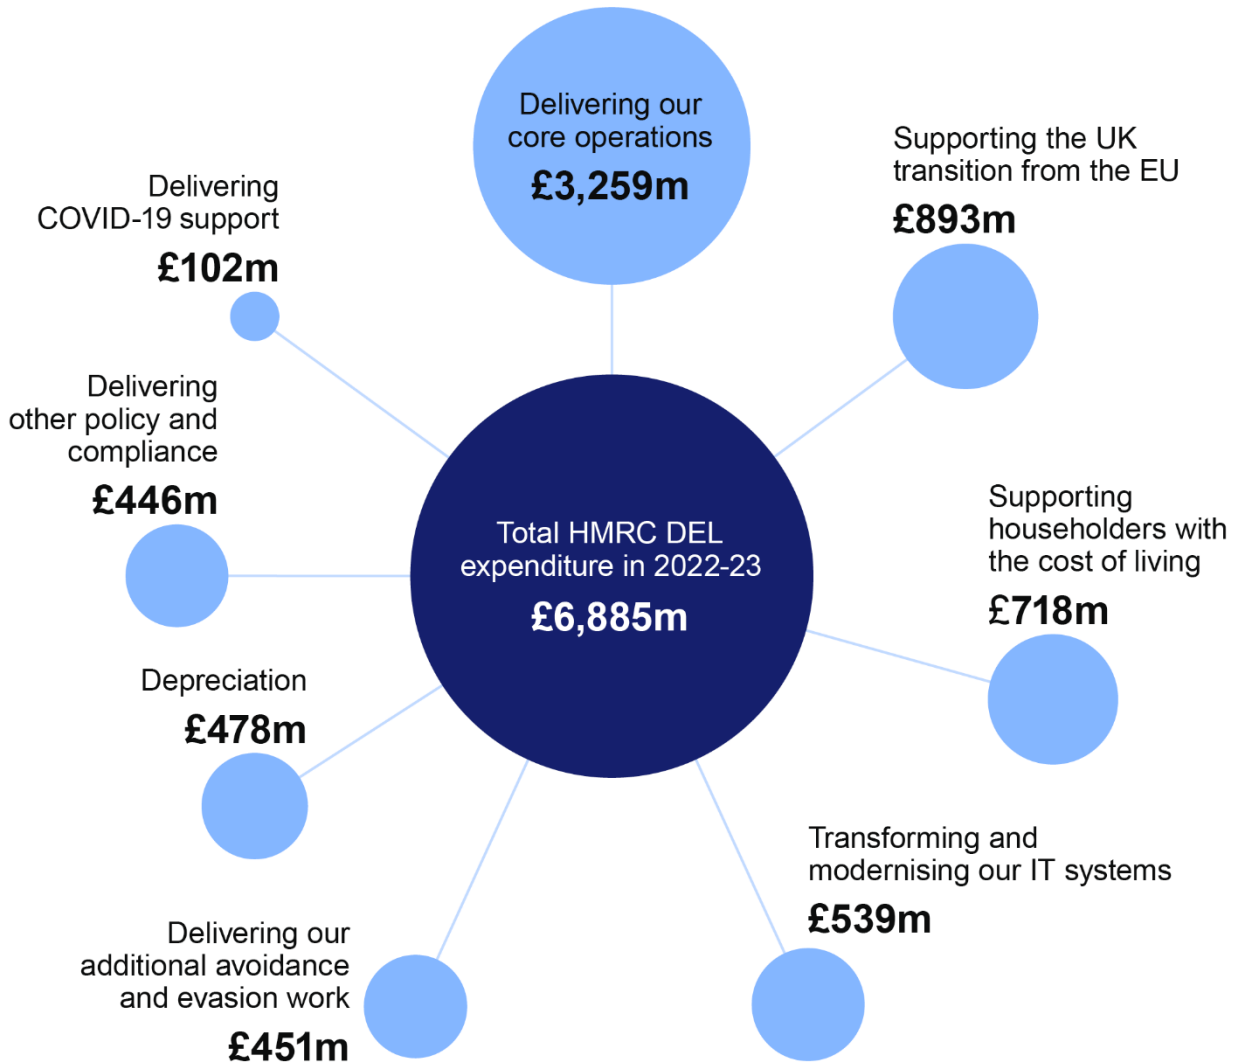 Delivering our
core operations
£3,259m
Supporting the UK
transition from the EU
£893m
Supporting
householders with
the cost of living
£718m
Transforming and
modernising our IT systems
£539m
Delivering our
additional avoidance
and evasion work
£451m
Depreciation
£478m
Delivering
other policy and
compliance
£446m
Delivering
COVID-19 support
£102m
Total HMRC DEL
expenditure in 2022-23
£6,885m